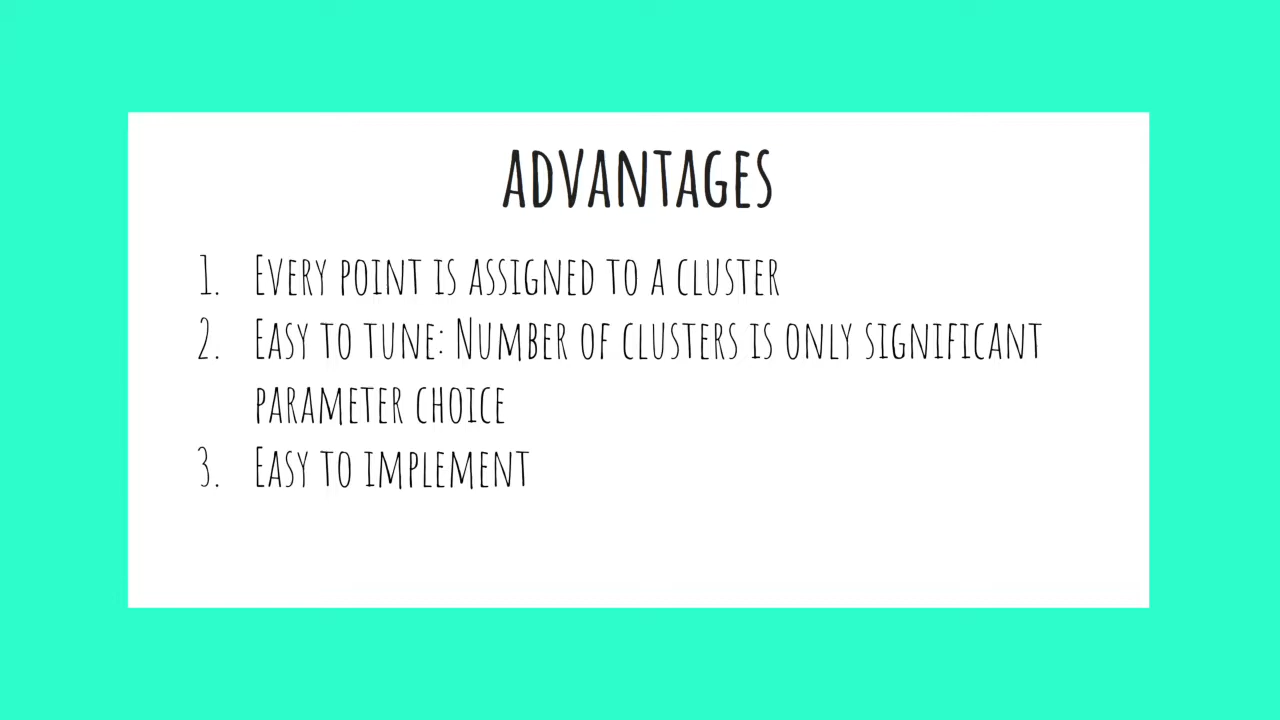 ADVANTAGES
1. EVERY POINT IS ASSIGNED TO A CLUSTER
2. EASY TO TUNE: NUMBER OF CLUSTERS IS ONLY SIGNIFICANT
PARAMETER CHOICE
3. EASY TO IMPLEMENT